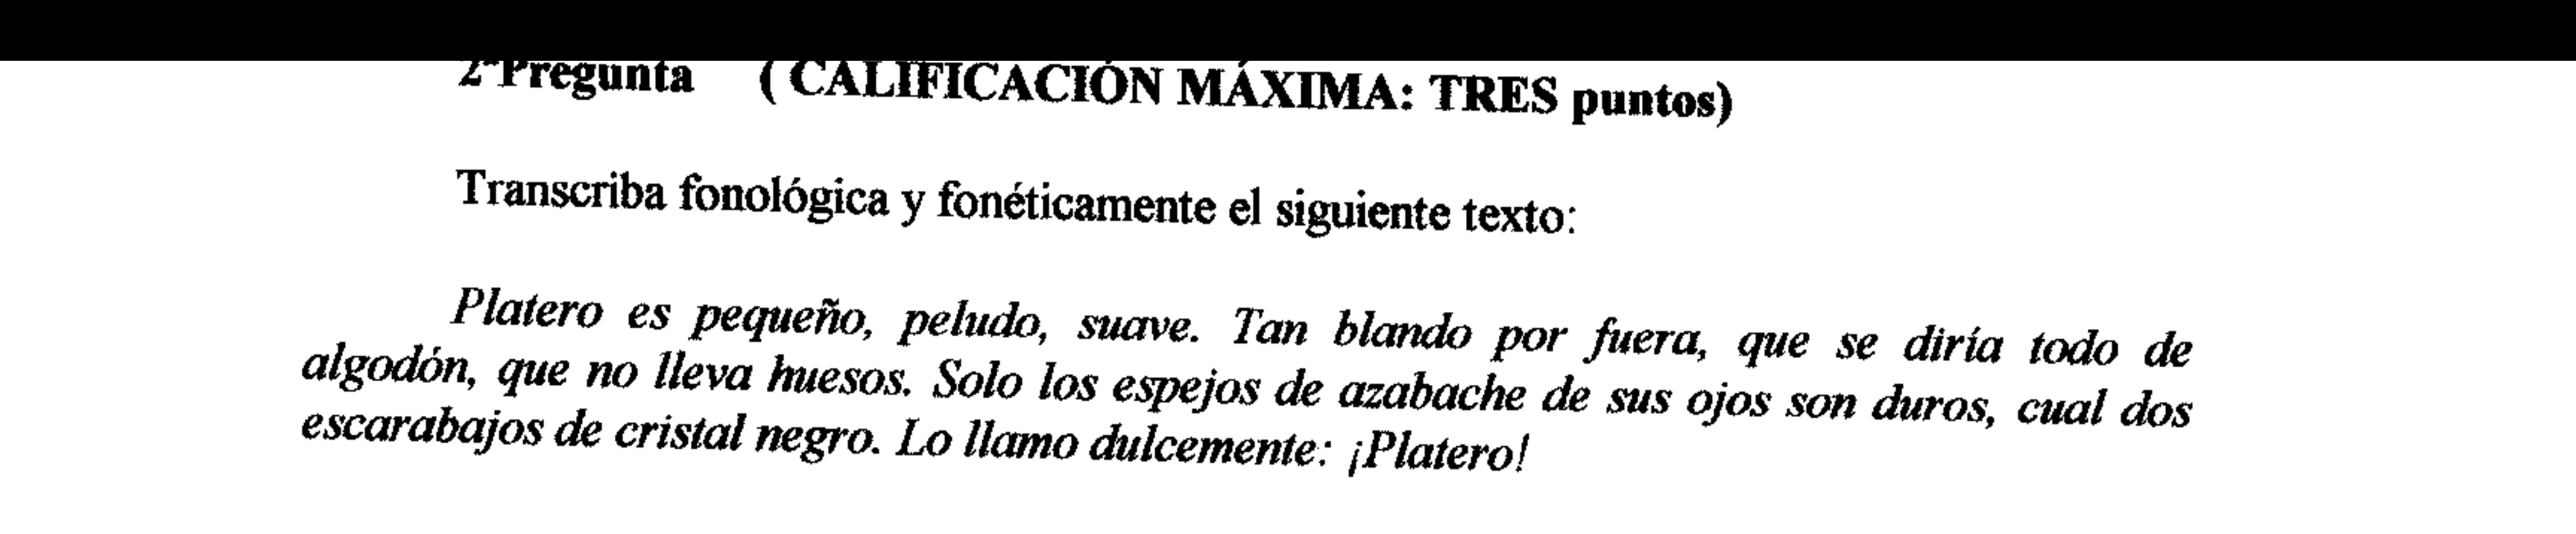 2ªPregunta ( CALIFICACIÓN MÁXIMA: TRES puntos)
Transcriba fonológica y fonéticamente el siguiente texto:
Platero es pequeño, peludo, suave. Tan blando por fuera, que se diría todo de
algodón, que no lleva huesos. Solo los espejos de azabache de sus ojos son duros, cual dos
escarabajos de cristal negro. Lo llamo dulcemente: ¡Platero!